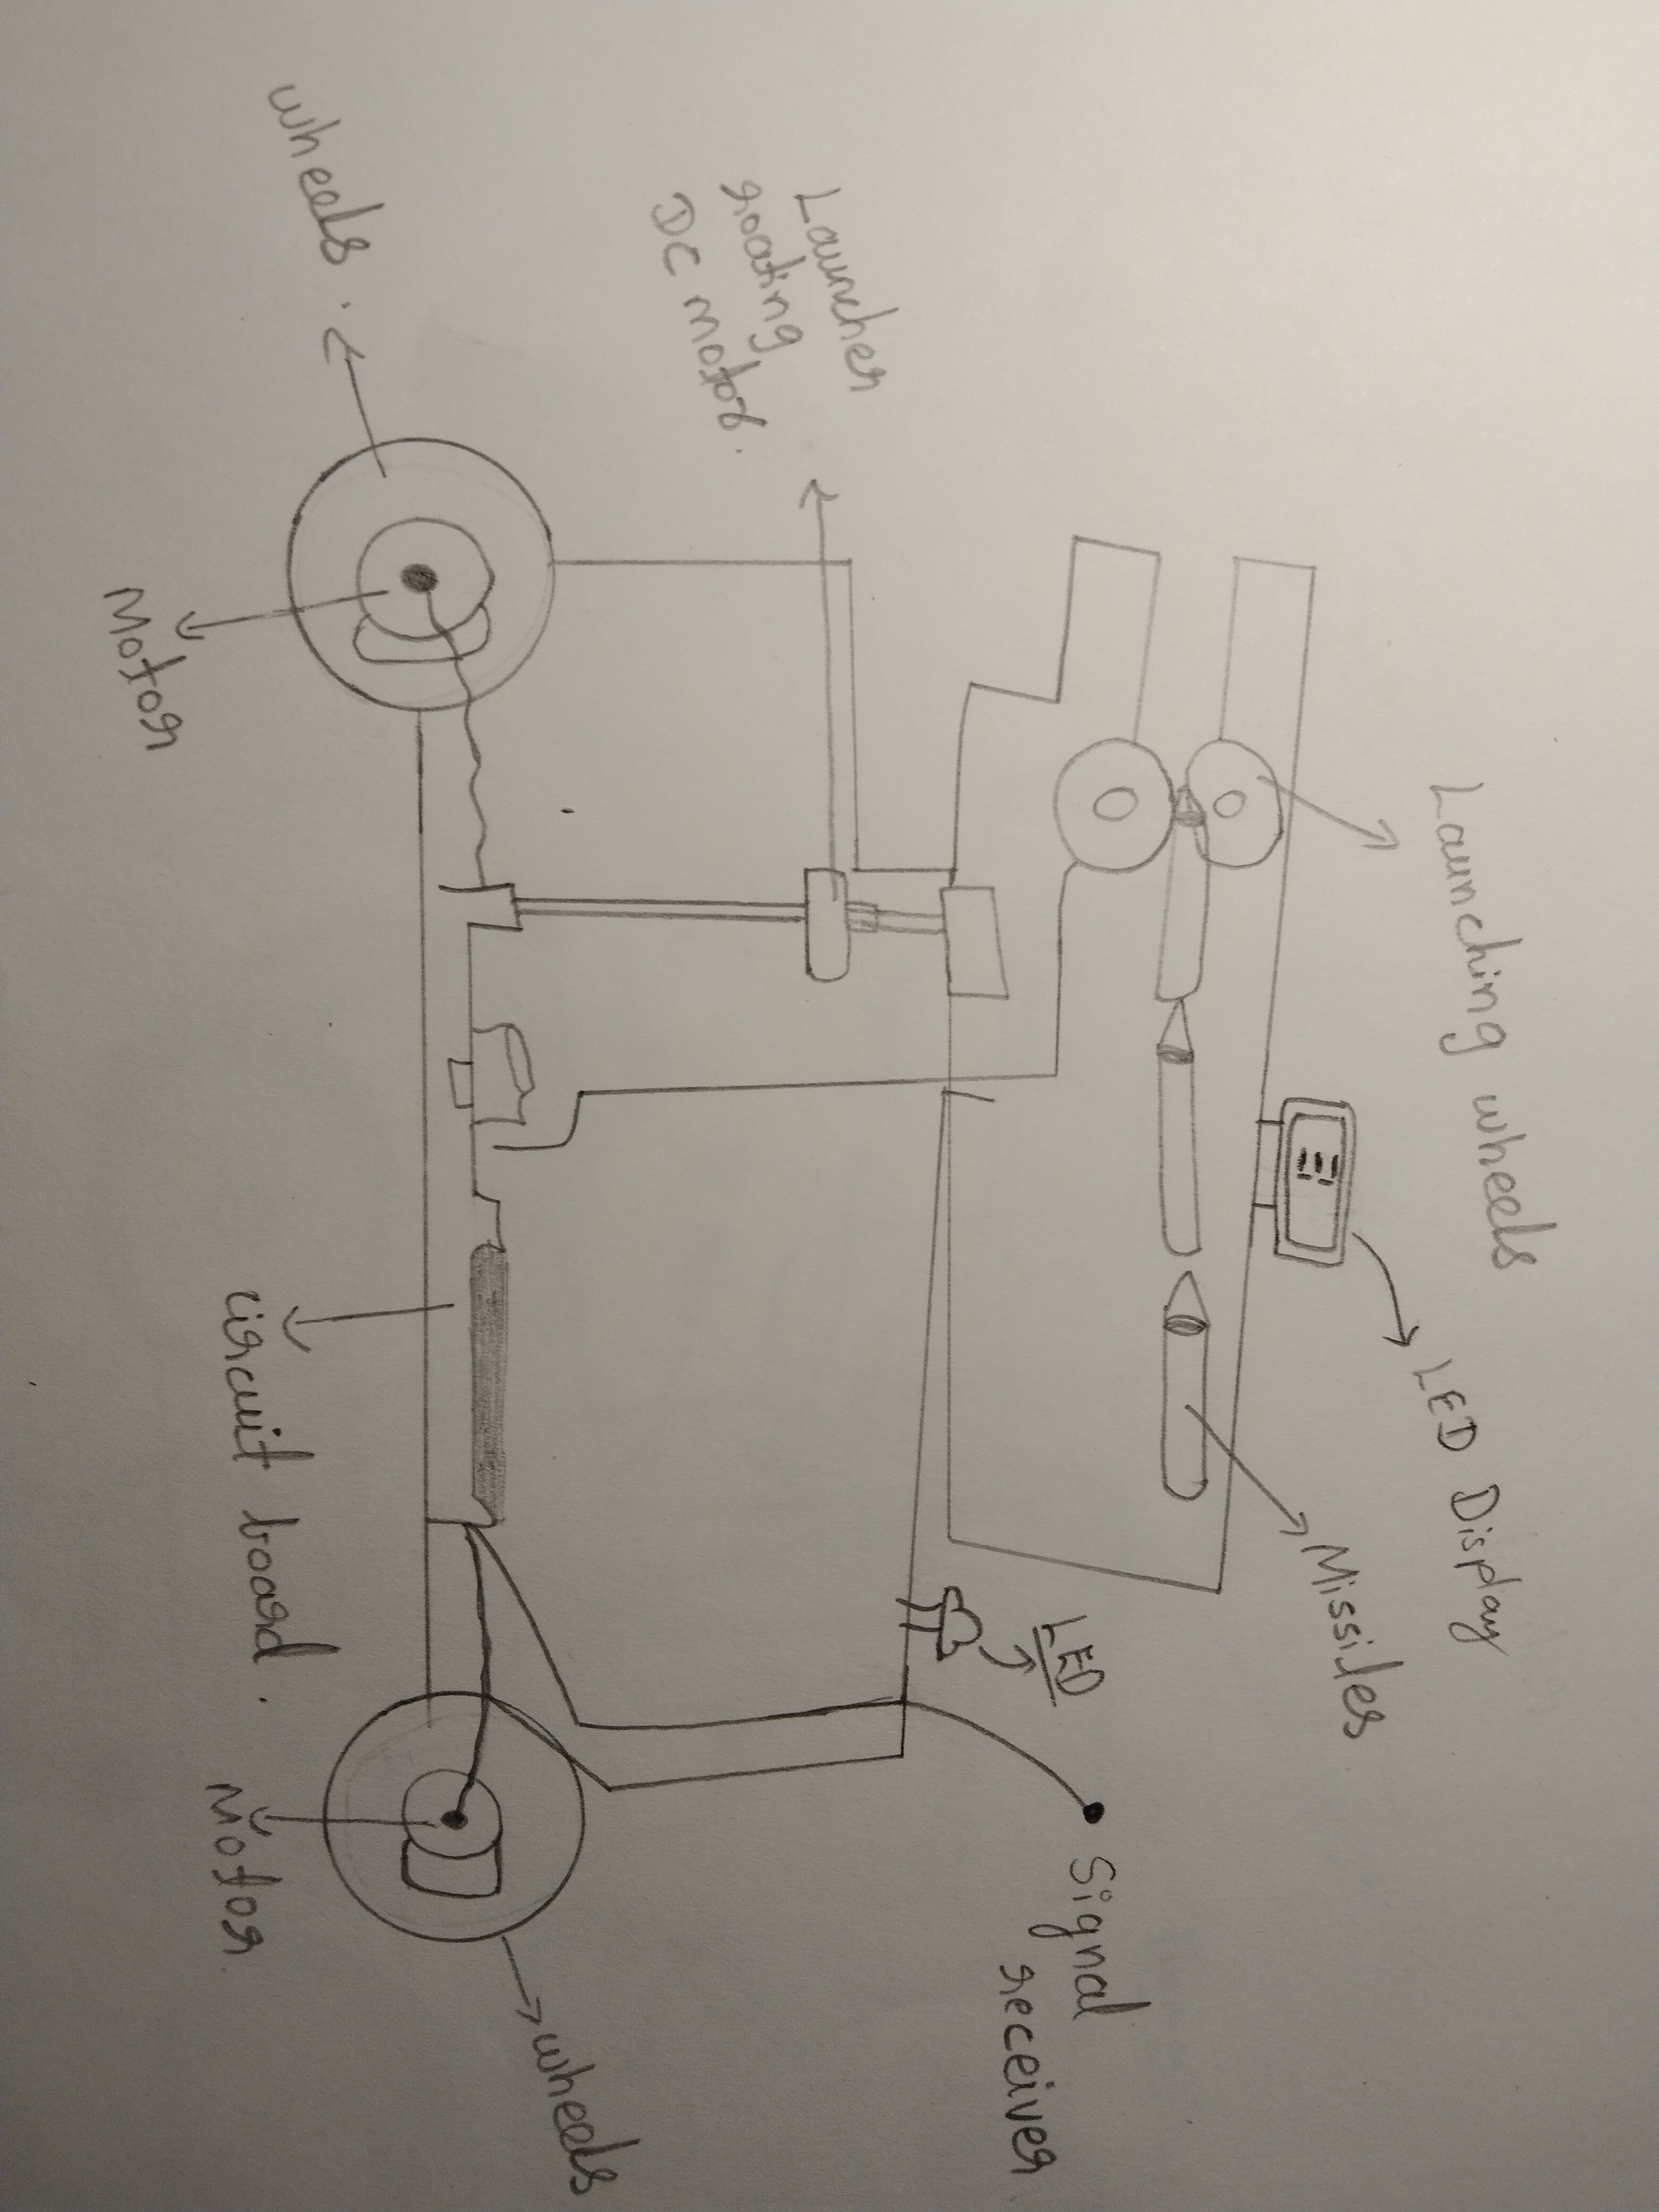 Launching wheels
LED Display
Missiles
LED
Signal
receiver
Launcher
roating
DC motor.
wheels
wheels.
circuit board.
Motor.
Motor